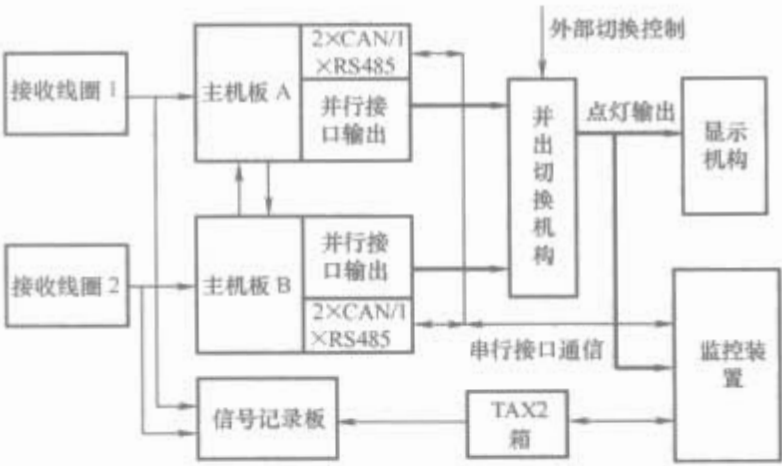 外部切换控制
2×CAN/1
×RS485
接收线圈 1
主机板 A
并行接
口输出
并出切换机构
点灯输出
显示
机构
接收线圈 2
主机板 B
并行接
口输出
2×CAN/1
×RS485
串行接口通信
监控装
置
信号记录板
TAX2
箱